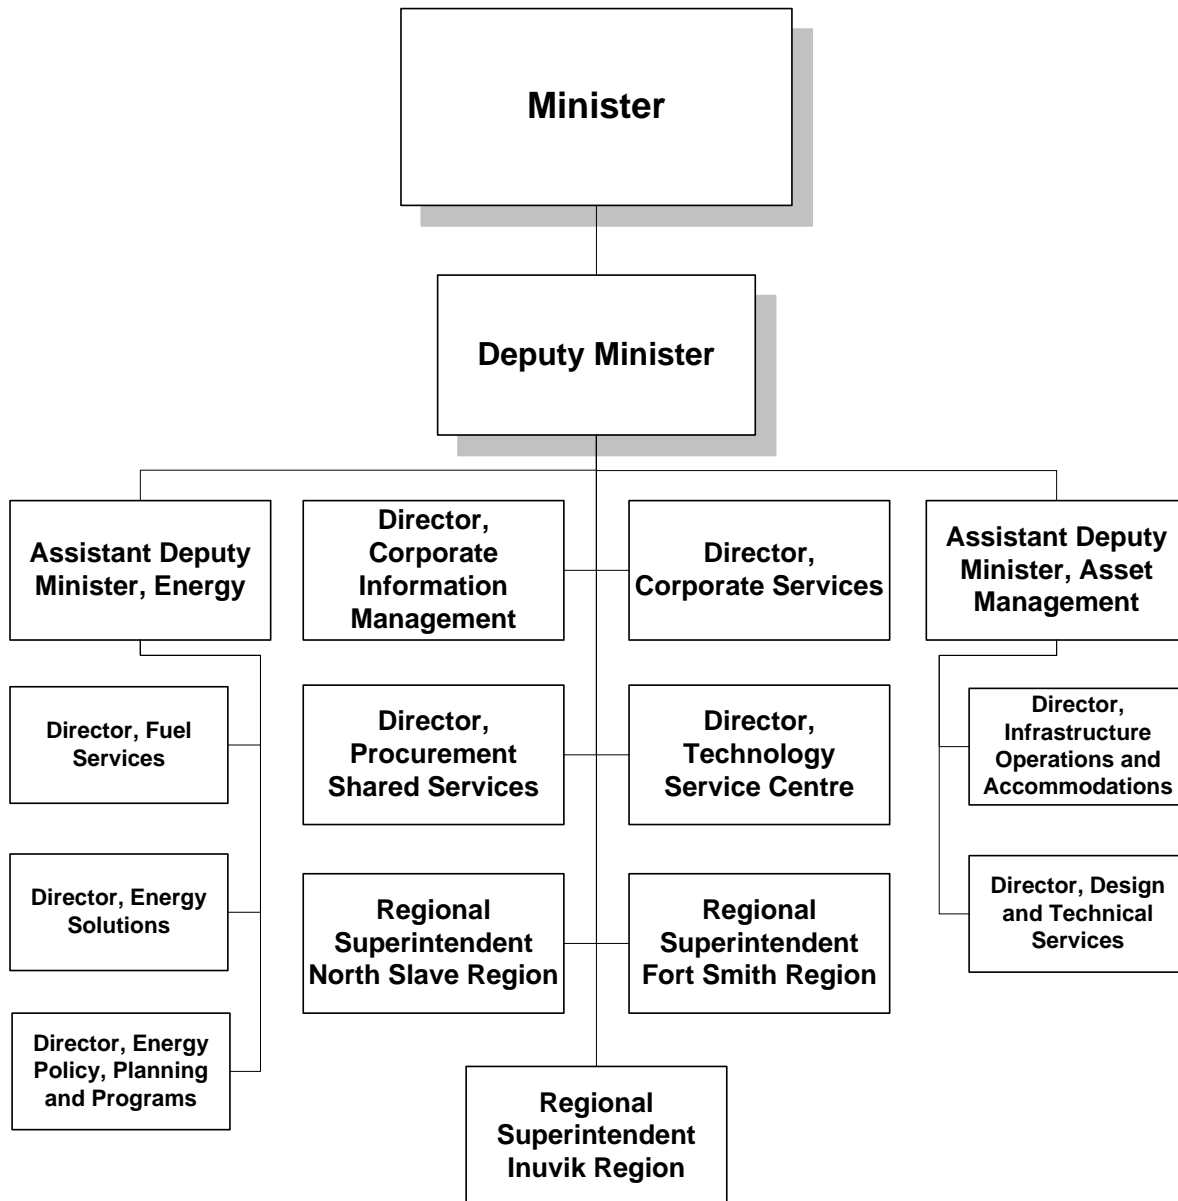 Minister
Deputy Minister
Assistant Deputy
Minister, Energy
Director,
Corporate
Information
Management
Director,
Corporate Services
Assistant Deputy
Minister, Asset
Management
Director, Fuel
Services
Director,
Procurement
Shared Services
Director,
Technology
Service Centre
Director,
Infrastructure
Operations and
Accommodations
Director, Energy
Solutions
Regional
Superintendent
North Slave Region
Regional
Superintendent
Fort Smith Region
Director, Design
and Technical
Services
Director, Energy
Policy, Planning
and Programs
Regional
Superintendent
Inuvik Region